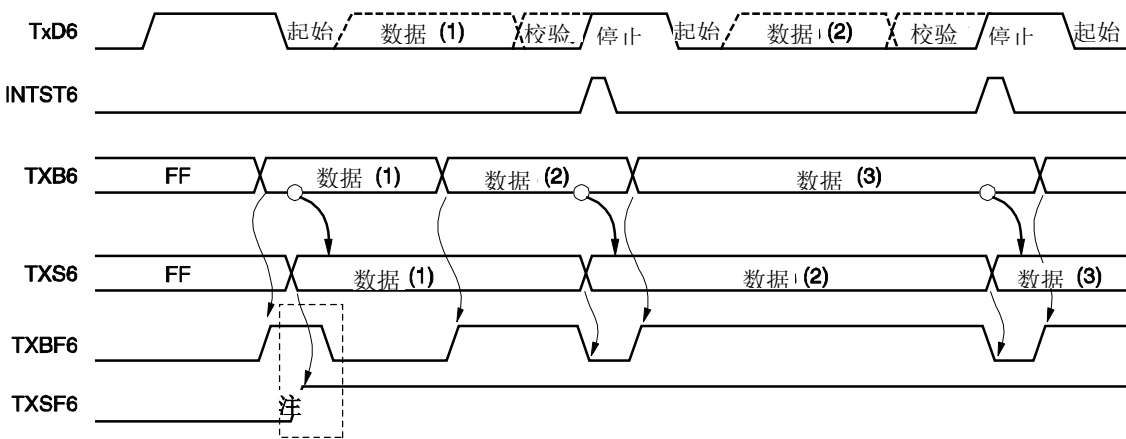 TxD6 起始 数据 (1) 校验 停止 起始 数据 (2) 校验 停止 起始
INTST6
TXB6 FF 数据 (1) 数据 (2) 数据 (3)
TXS6 FF 数据 (1) 数据 (2) 数据 (3)
TXBF6
TXSF6 注